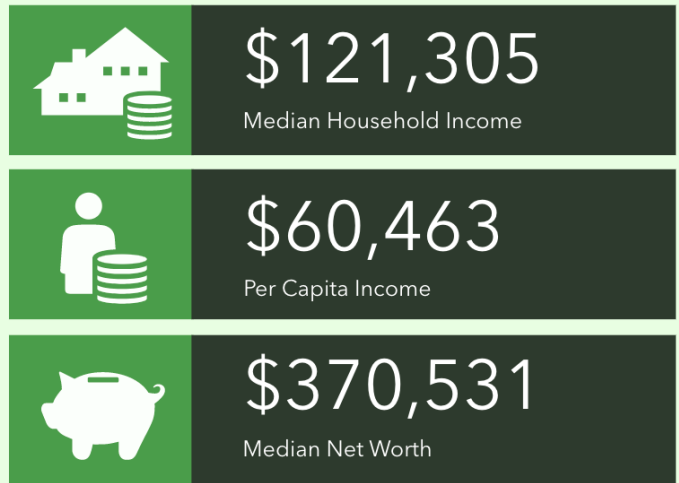 $121,305
Median Household Income
$60,463
Per Capita Income
$370,531
Median Net Worth